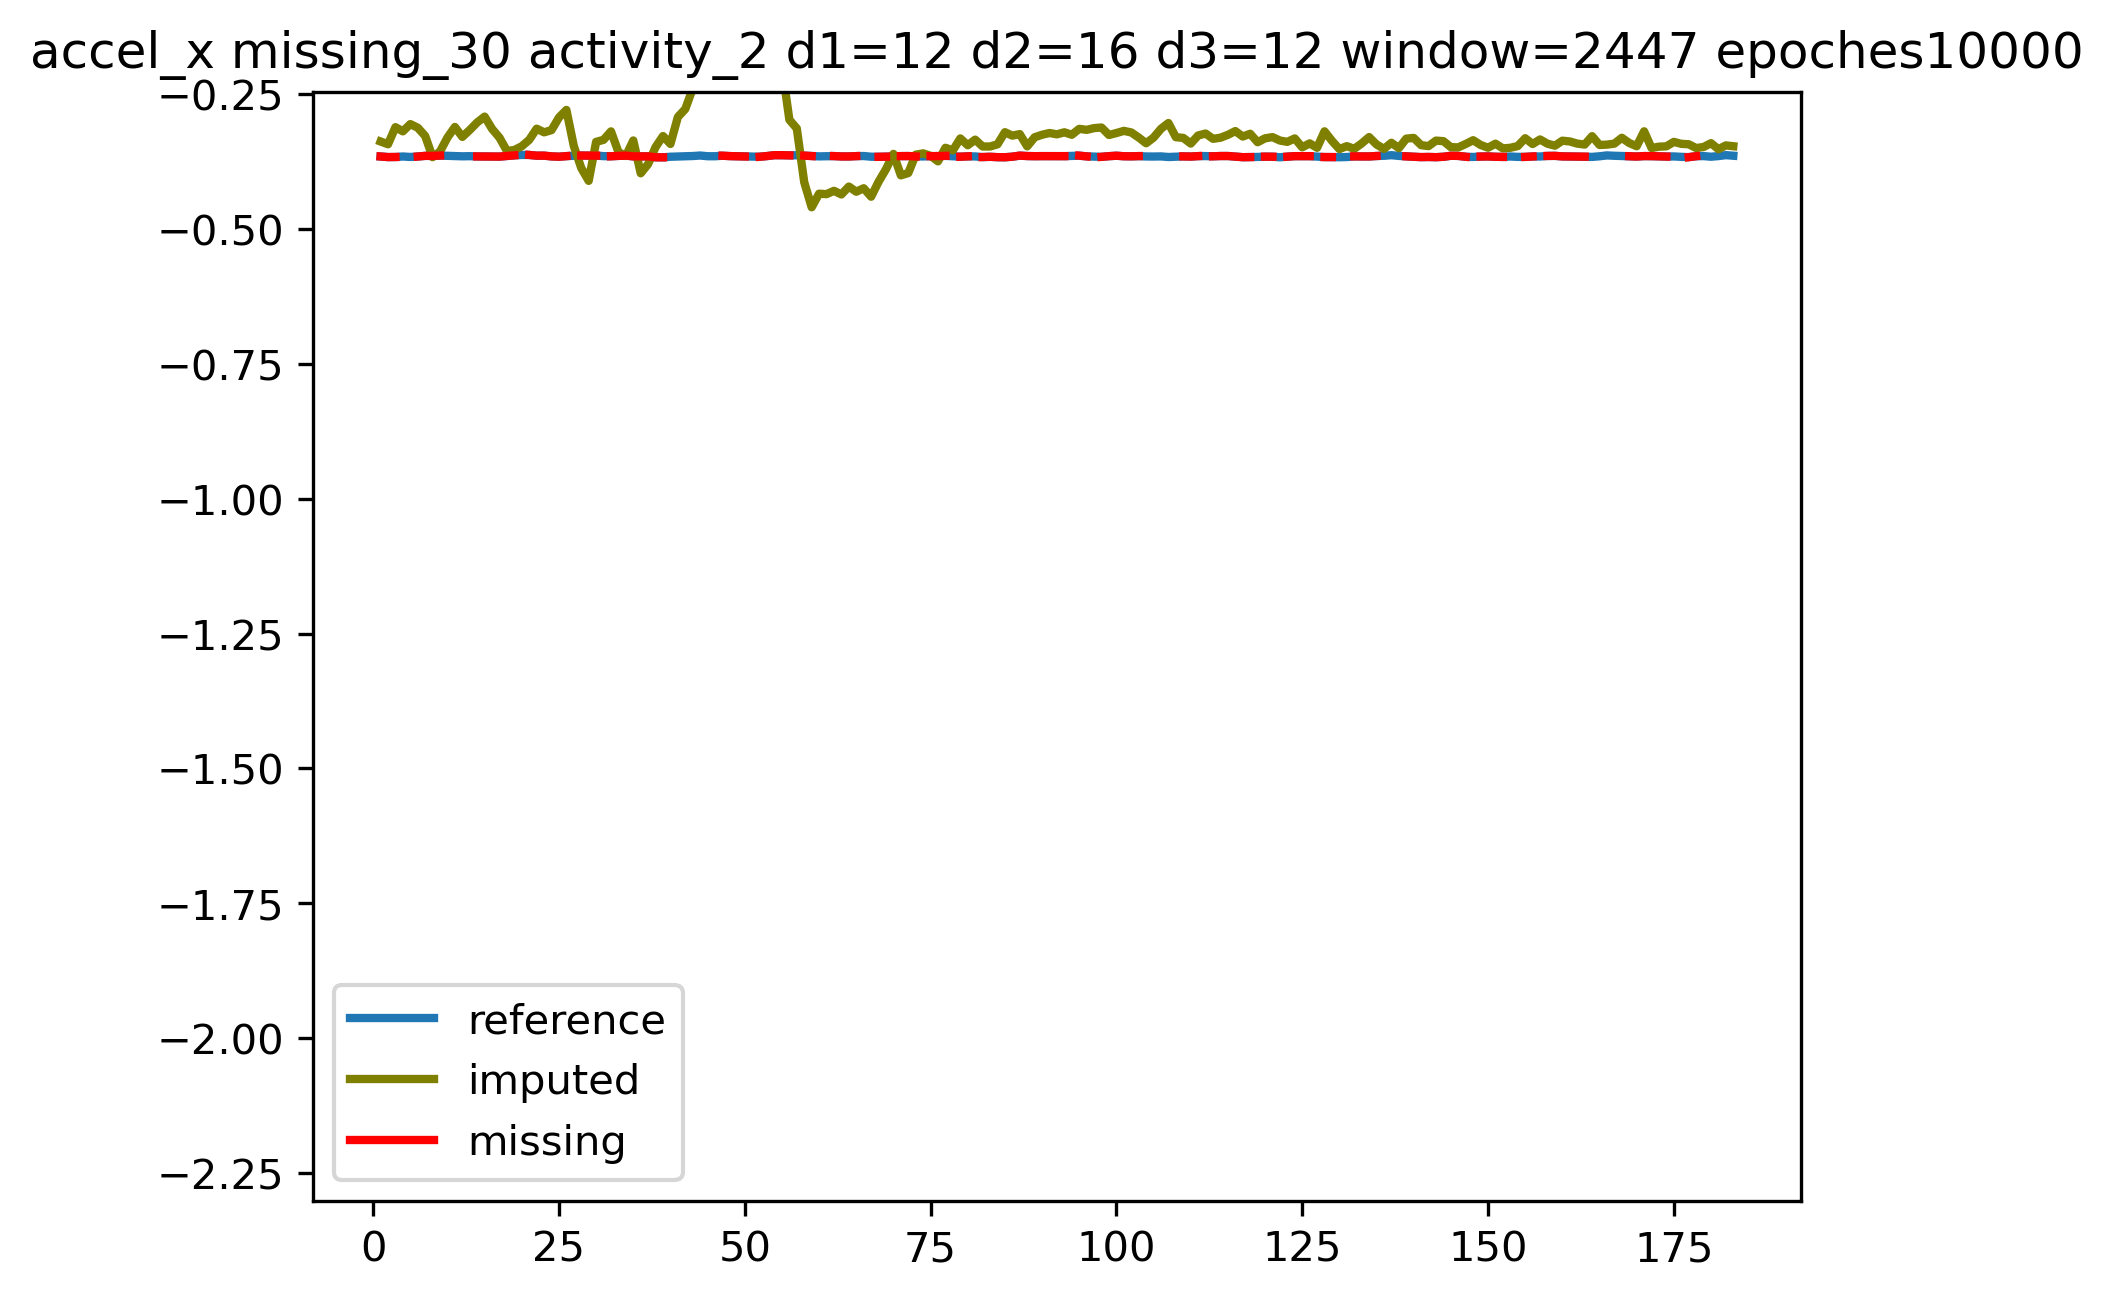 accel_x missing_30 activity_2 d1=12 d2=16 d3=12 window=2447 epoches10000
−0.25
−0.50
−0.75
−1.00
−1.25
−1.50
−1.75
−2.00
−2.25
reference
imputed
missing
0 25 50 75 100 125 150 175